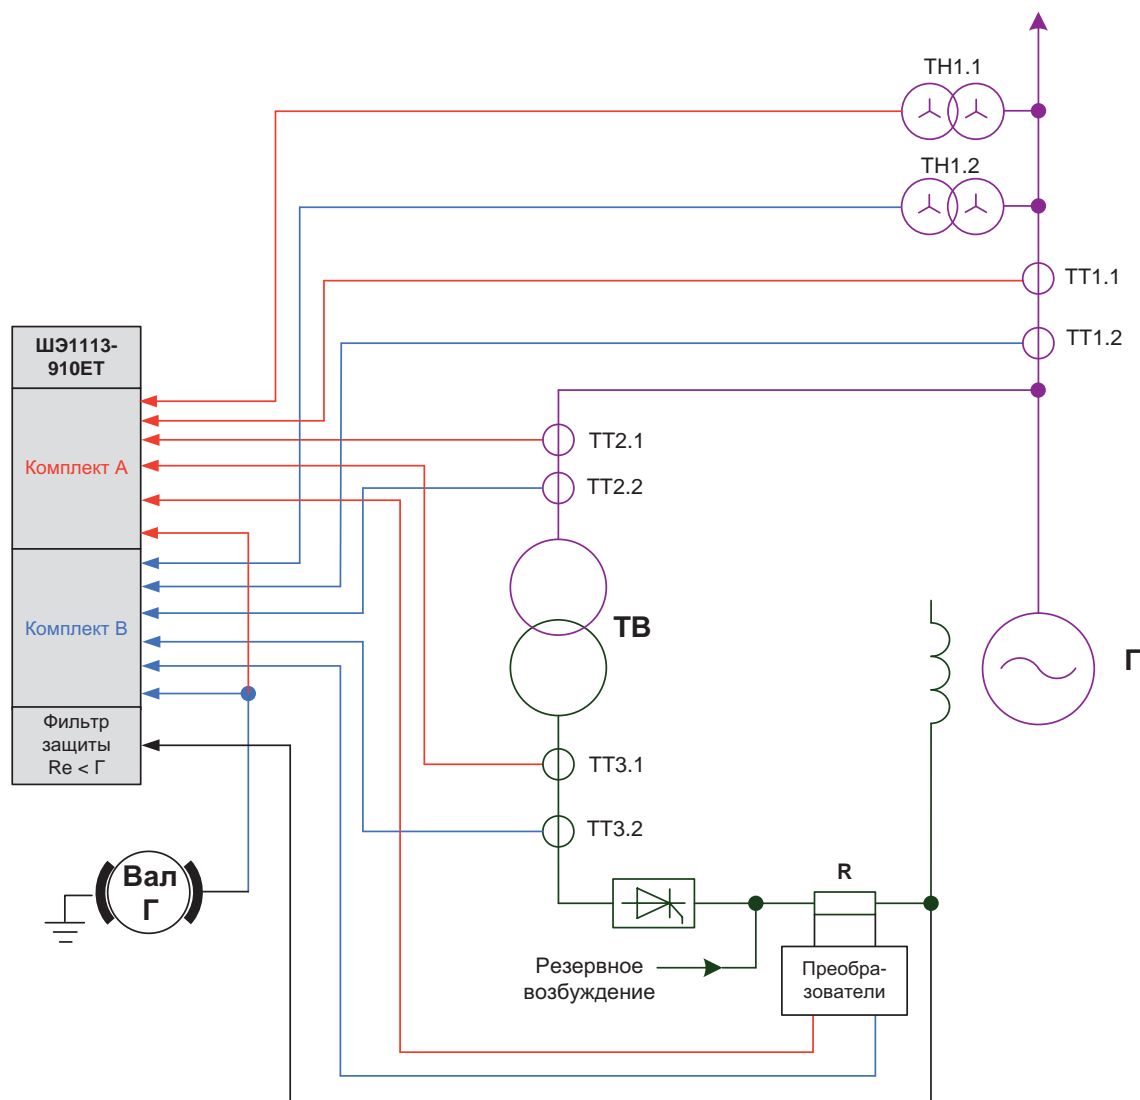 ТН1.1
ТН1.2
ТТ1.1
ТТ1.2
ШЭ1113-
910ЕТ
Комплект А
Комплект В
Фильтр
защиты
Re < Г
ТТ2.1
ТТ2.2
ТВ
Г
ТТ3.1
ТТ3.2
Вал
Г
R
Резервное
возбуждение
Преобра-
зователи